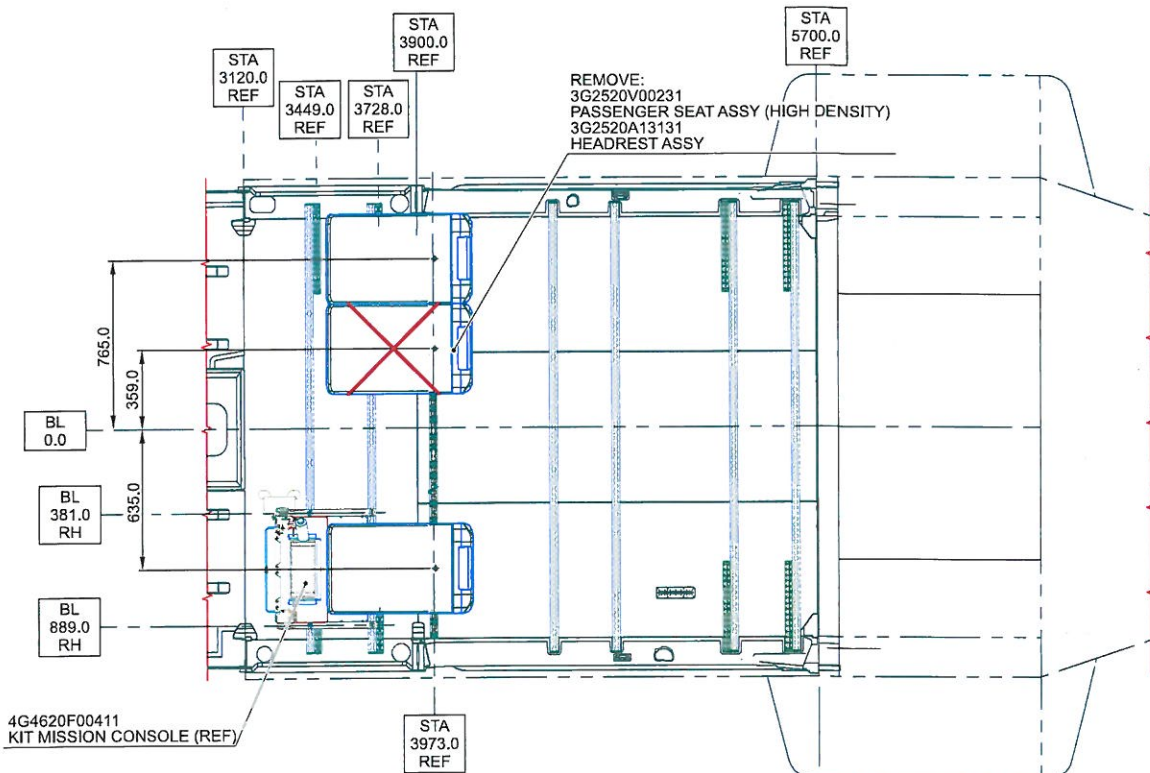 STA
3900.0
REF
STA
5700.0
REF
STA
3120.0
REF
STA
3449.0
REF
STA
3728.0
REF
REMOVE:
3G2520V00231
PASSENGER SEAT ASSY (HIGH DENSITY)
3G2520A13131
HEADREST ASSY
765.0
359.0
BL
0.0
635.0
BL
381.0
RH
BL
889.0
RH
4G4620F00411
KIT MISSION CONSOLE (REF)
STA
3973.0
REF